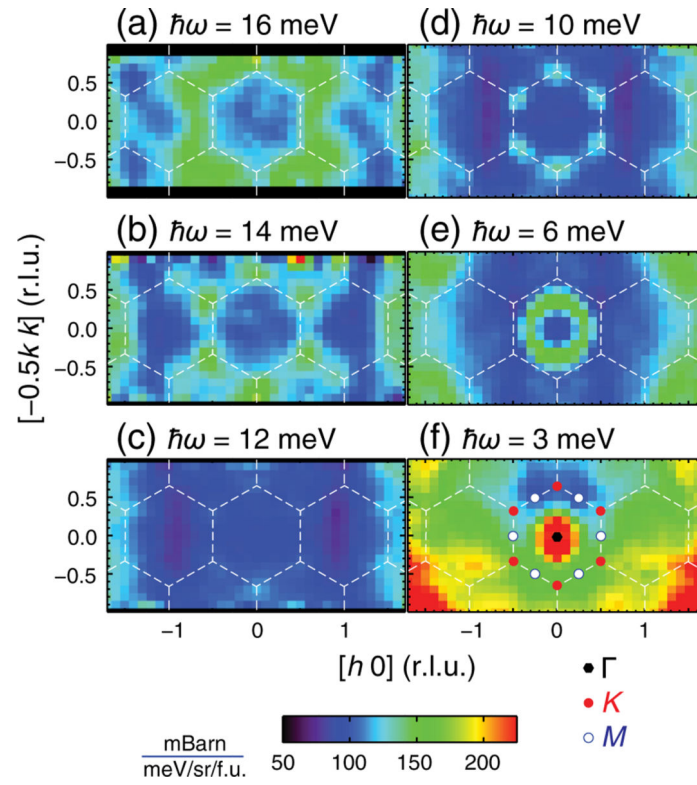 (a) ħω = 16 meV
(d) ħω = 10 meV
0.5
0.0
−0.5
(b) ħω = 14 meV
(e) ħω = 6 meV
0.5
0.0
−0.5
[−0.5k k] (r.l.u.)
(c) ħω = 12 meV
(f) ħω = 3 meV
0.5
0.0
−0.5
−1 0 1
−1 0 1
[h 0] (r.l.u.)
Γ
K
M
mBarn
meV/sr/f.u.
50 100 150 200